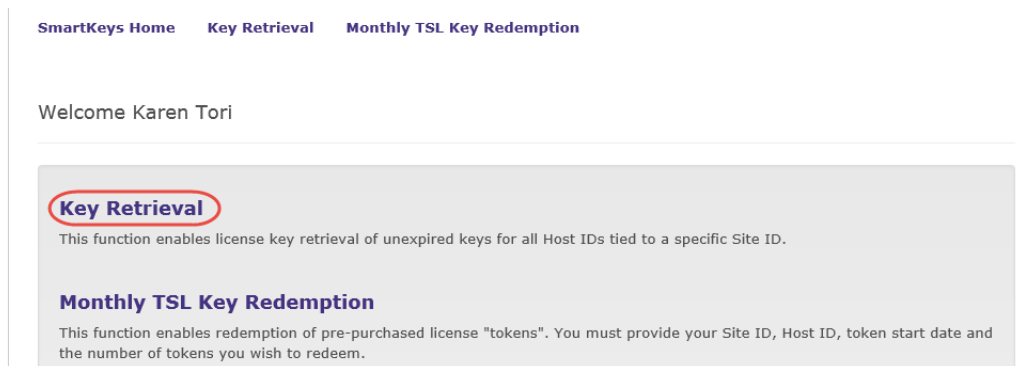 SmartKeys Home Key Retrieval Monthly TSL Key Redemption
Welcome Karen Tori
Key Retrieval
This function enables license key retrieval of unexpired keys for all Host IDs tied to a specific Site ID.
Monthly TSL Key Redemption
This function enables redemption of pre-purchased license "tokens". You must provide your Site ID, Host ID, token start date and
the number of tokens you wish to redeem.